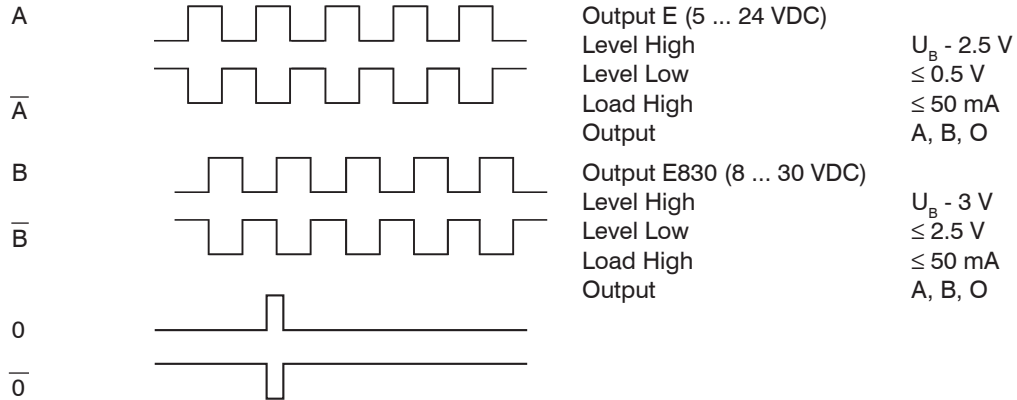 A
A̅
B
B̅
0
0̅
Output E (5 ... 24 VDC)
Level High U_B - 2.5 V
Level Low ≤ 0.5 V
Load High ≤ 50 mA
Output A, B, O
Output E830 (8 ... 30 VDC)
Level High U_B - 3 V
Level Low ≤ 2.5 V
Load High ≤ 50 mA
Output A, B, O